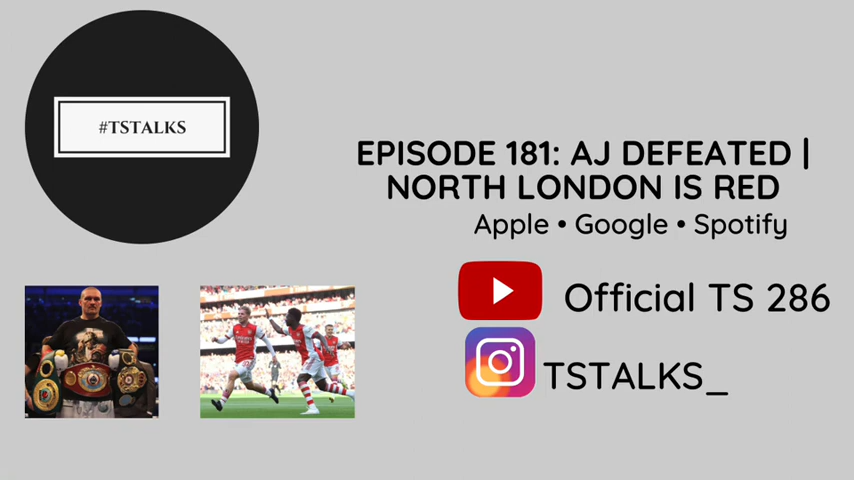 #TSTALKS
EPISODE 181: AJ DEFEATED |
NORTH LONDON IS RED
Apple • Google • Spotify
Official TS 286
TSTALKS_